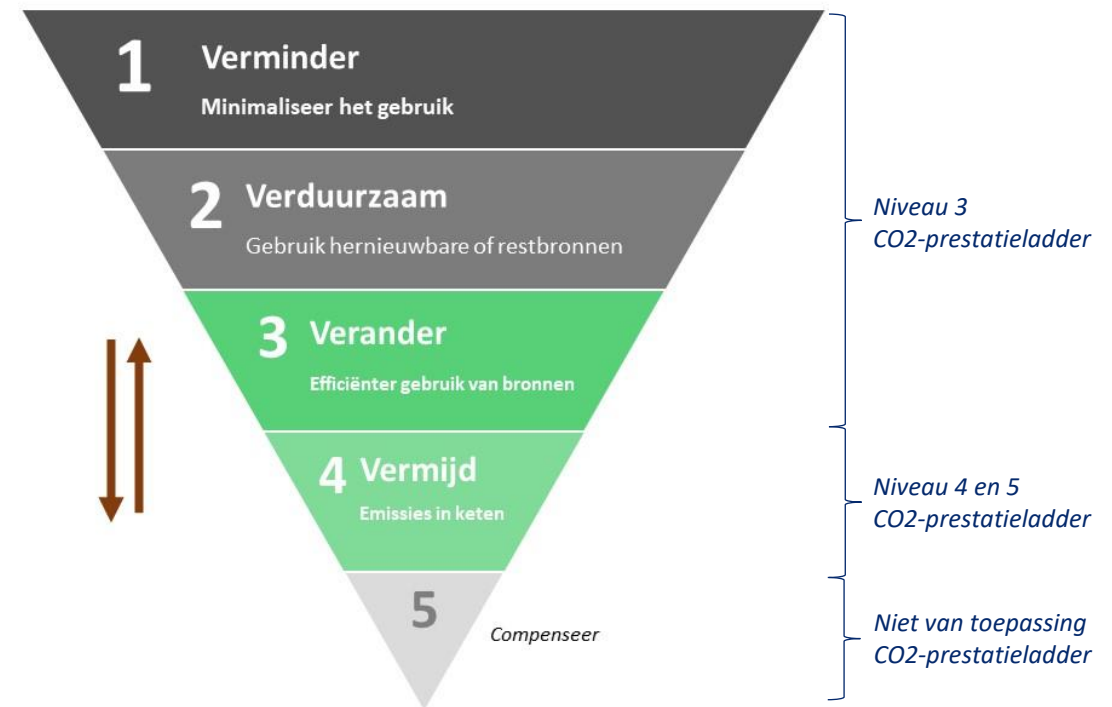 1
Verminder
Minimaliseer het gebruik
2
Verduurzaam
Gebruik hernieuwbare of restbronnen
3
Verander
Efficiënter gebruik van bronnen
4
Vermijd
Emissies in keten
5
Compenseer
Niveau 3
CO2-prestatieladder
Niveau 4 en 5
CO2-prestatieladder
Niet van toepassing
CO2-prestatieladder